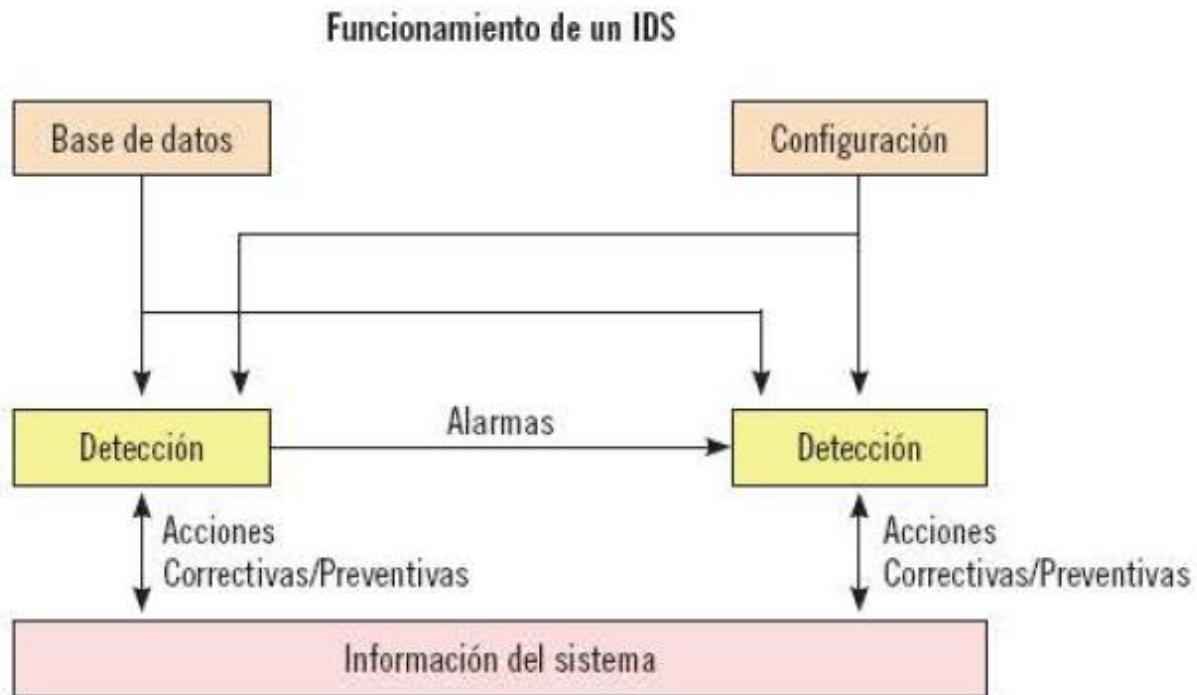 Funcionamiento de un IDS
Base de datos
Configuración
Detección
Alarmas
Detección
Acciones
Correctivas/Preventivas
Acciones
Correctivas/Preventivas
Información del sistema